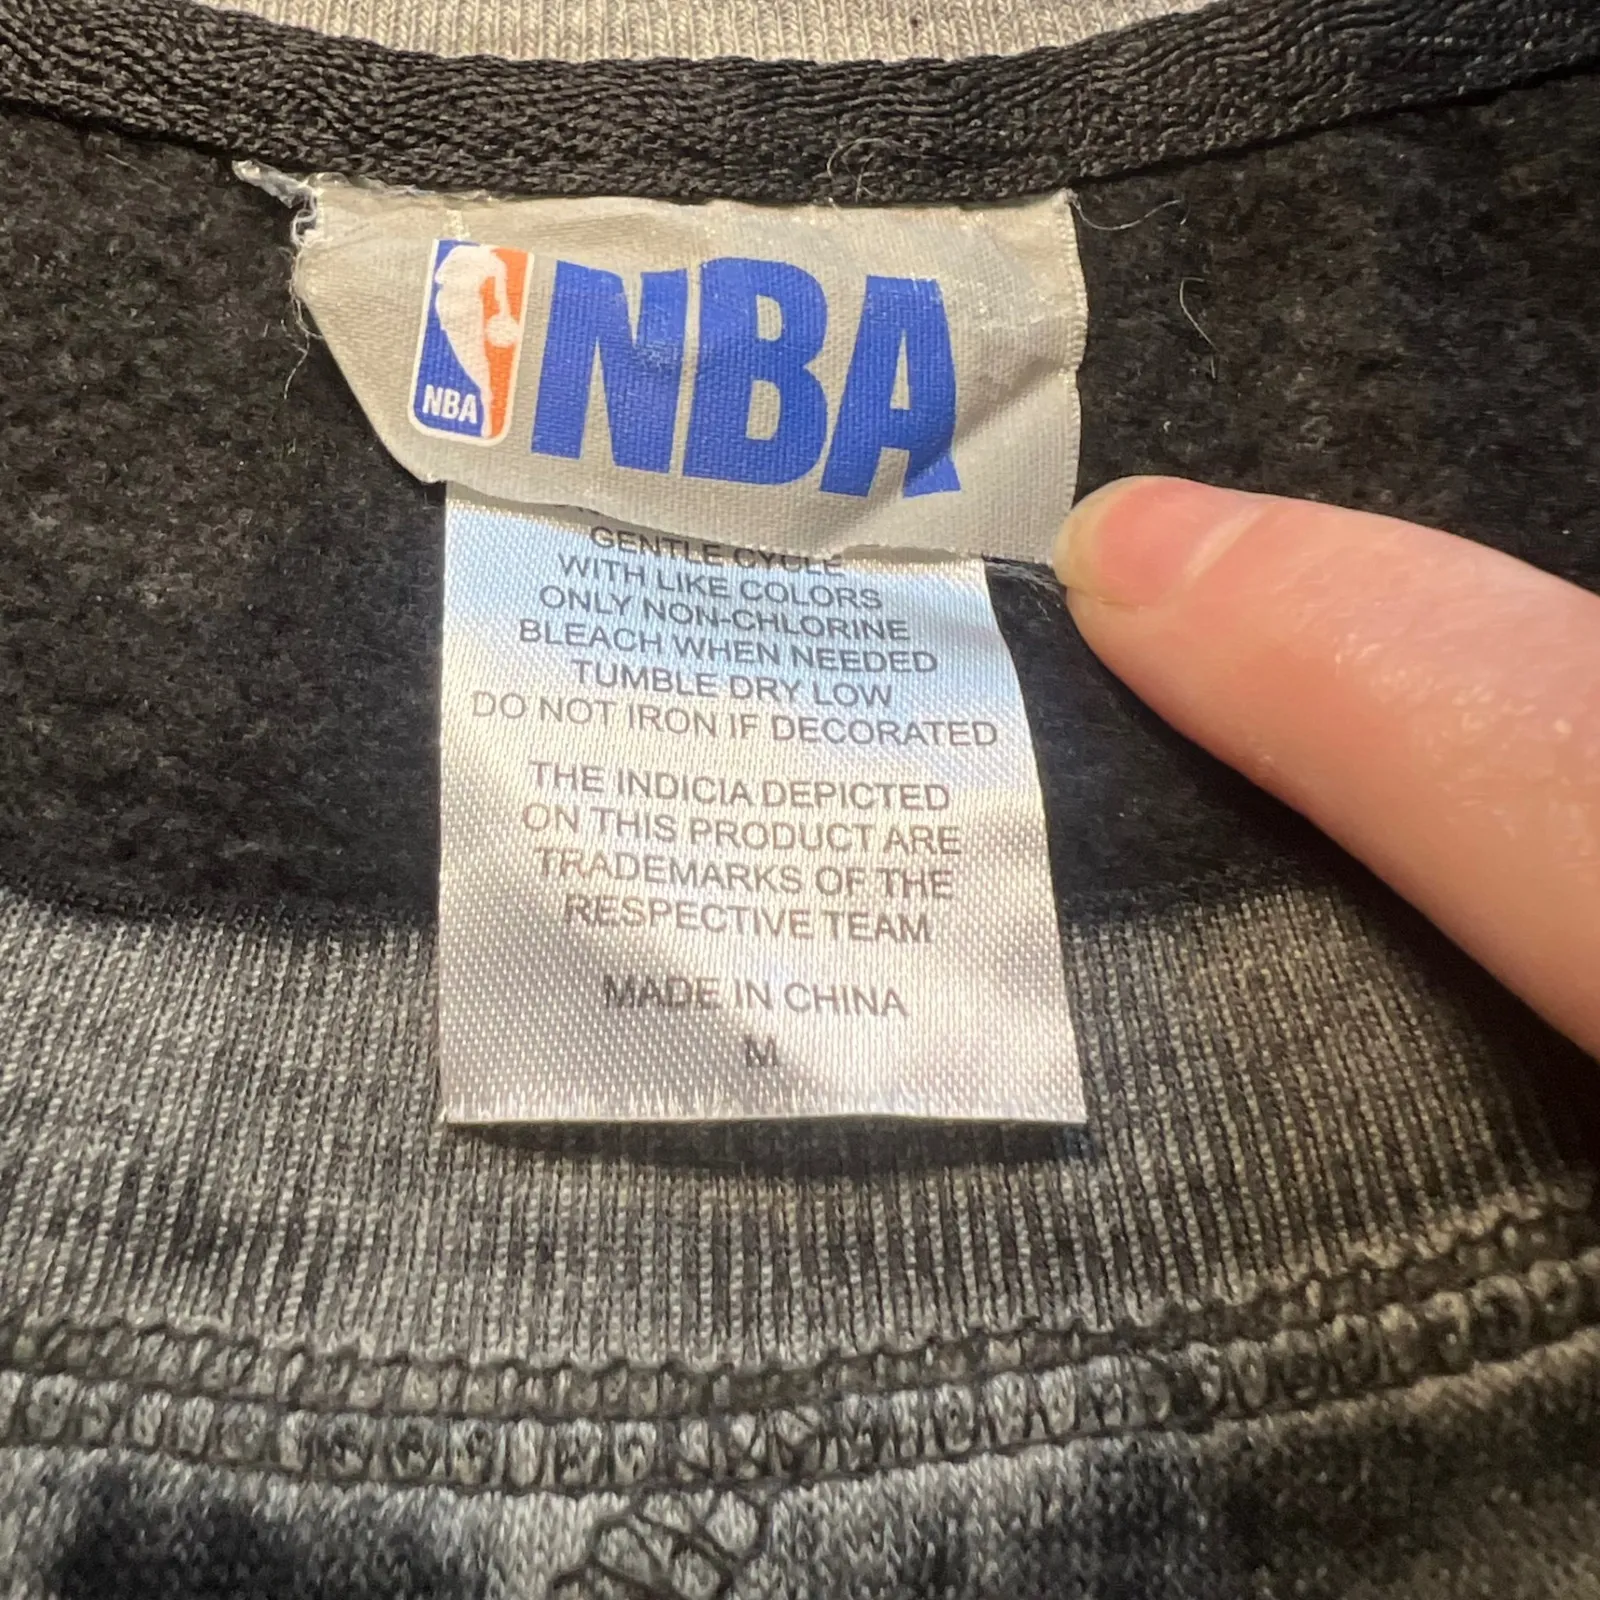 NBA
NBA
GENTLE CYCLE
WITH LIKE COLORS
ONLY NON-CHLORINE
BLEACH WHEN NEEDED
TUMBLE DRY LOW
DO NOT IRON IF DECORATED
THE INDICIA DEPICTED
ON THIS PRODUCT ARE
TRADEMARKS OF THE
RESPECTIVE TEAM
MADE IN CHINA
M